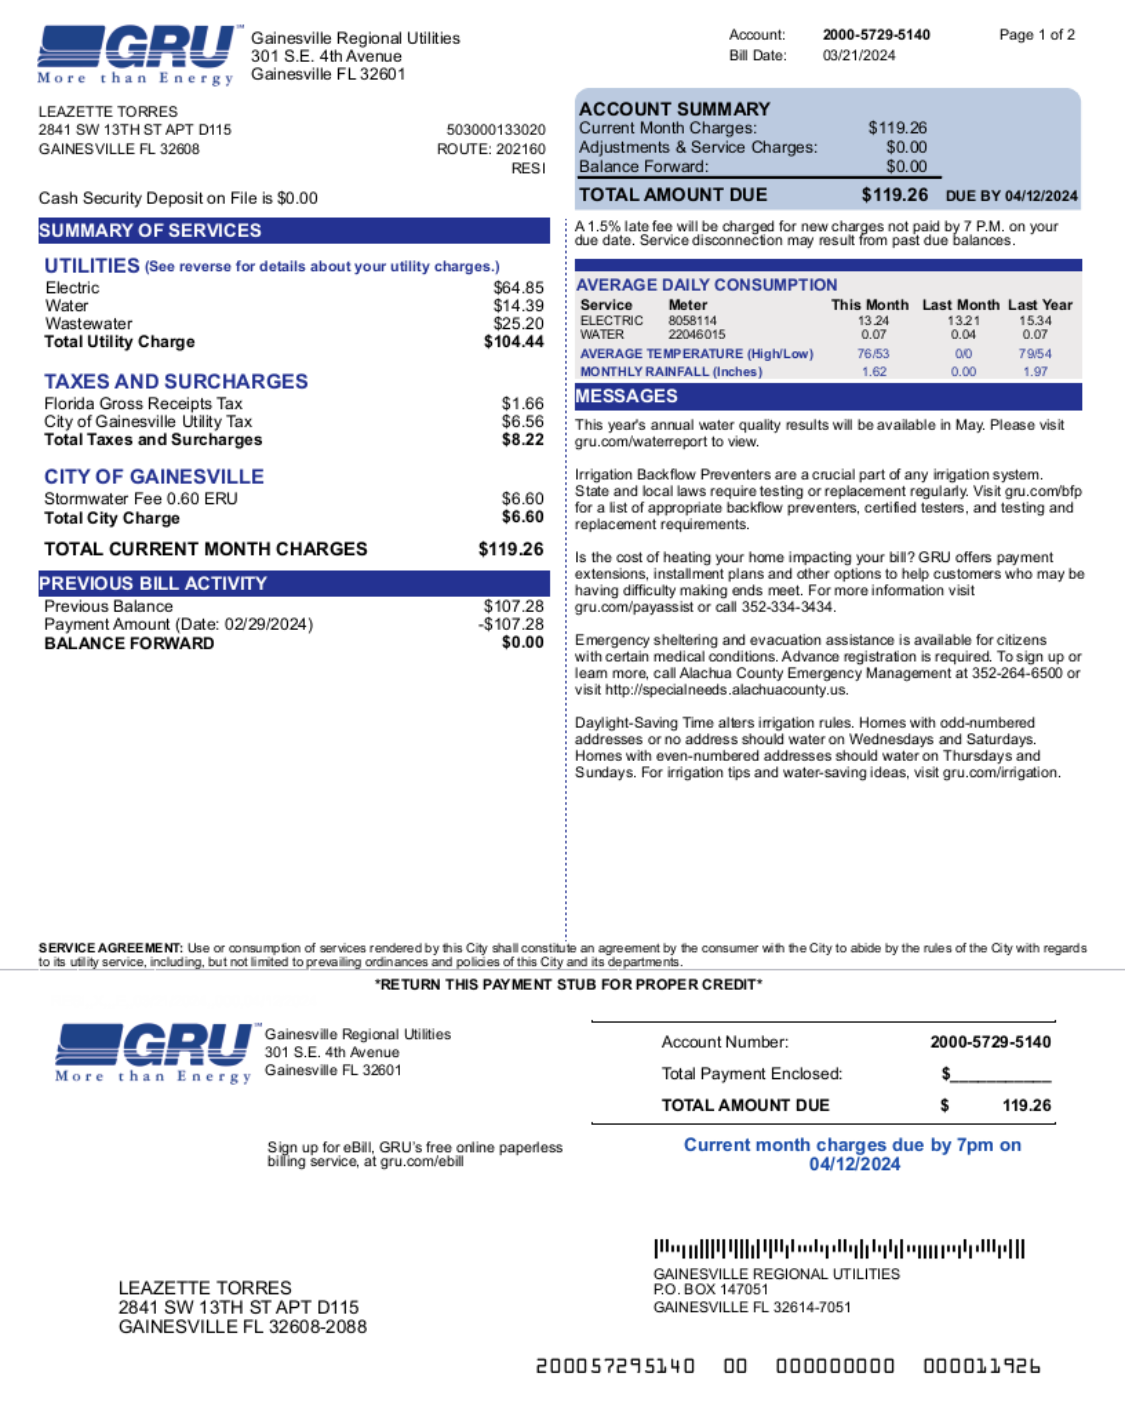 GRU™
More than Energy
Gainesville Regional Utilities
301 S.E. 4th Avenue
Gainesville FL 32601
Account: 2000-5729-5140 Page 1 of 2
Bill Date: 03/21/2024
LEAZETTE TORRES
2841 SW 13TH ST APT D115 503000133020
GAINESVILLE FL 32608 ROUTE: 202160
RESI
Cash Security Deposit on File is $0.00
ACCOUNT SUMMARY
Current Month Charges: $119.26
Adjustments & Service Charges: $0.00
Balance Forward: $0.00
TOTAL AMOUNT DUE $119.26 DUE BY 04/12/2024
A 1.5% late fee will be charged for new charges not paid by 7 P.M. on your
due date. Service disconnection may result from past due balances.
SUMMARY OF SERVICES
UTILITIES (See reverse for details about your utility charges.)
Electric $64.85
Water $14.39
Wastewater $25.20
Total Utility Charge $104.44
TAXES AND SURCHARGES
Florida Gross Receipts Tax $1.66
City of Gainesville Utility Tax $6.56
Total Taxes and Surcharges $8.22
CITY OF GAINESVILLE
Stormwater Fee 0.60 ERU $6.60
Total City Charge $6.60
TOTAL CURRENT MONTH CHARGES $119.26
PREVIOUS BILL ACTIVITY
Previous Balance $107.28
Payment Amount (Date: 02/29/2024) -$107.28
BALANCE FORWARD $0.00
AVERAGE DAILY CONSUMPTION
Service Meter This Month Last Month Last Year
ELECTRIC 8058114 13.24 13.21 15.34
WATER 22046015 0.07 0.04 0.07
AVERAGE TEMPERATURE (High/Low) 76/53 0/0 79/54
MONTHLY RAINFALL (Inches) 1.62 0.00 1.97
MESSAGES
This year's annual water quality results will be available in May. Please visit
gru.com/waterreport to view.
Irrigation Backflow Preventers are a crucial part of any irrigation system.
State and local laws require testing or replacement regularly. Visit gru.com/bfp
for a list of appropriate backflow preventers, certified testers, and testing and
replacement requirements.
Is the cost of heating your home impacting your bill? GRU offers payment
extensions, installment plans and other options to help customers who may be
having difficulty making ends meet. For more information visit
gru.com/payassist or call 352-334-3434.
Emergency sheltering and evacuation assistance is available for citizens
with certain medical conditions. Advance registration is required. To sign up or
learn more, call Alachua County Emergency Management at 352-264-6500 or
visit http://specialneeds.alachuacounty.us.
Daylight-Saving Time alters irrigation rules. Homes with odd-numbered
addresses or no address should water on Wednesdays and Saturdays.
Homes with even-numbered addresses should water on Thursdays and
Sundays. For irrigation tips and water-saving ideas, visit gru.com/irrigation.
SERVICE AGREEMENT: Use or consumption of services rendered by this City shall constitute an agreement by the consumer with the City to abide by the rules of the City with regards
to its utility service, including, but not limited to prevailing ordinances and policies of this City and its departments.
*RETURN THIS PAYMENT STUB FOR PROPER CREDIT*
GRU™
More than Energy
Gainesville Regional Utilities
301 S.E. 4th Avenue
Gainesville FL 32601
Account Number: 2000-5729-5140
Total Payment Enclosed: $___________
TOTAL AMOUNT DUE $ 119.26
Sign up for eBill, GRU's free online paperless
billing service, at gru.com/ebill
Current month charges due by 7pm on
04/12/2024
GAINESVILLE REGIONAL UTILITIES
P.O. BOX 147051
GAINESVILLE FL 32614-7051
LEAZETTE TORRES
2841 SW 13TH ST APT D115
GAINESVILLE FL 32608-2088
200057295140 00 000000000 000011926